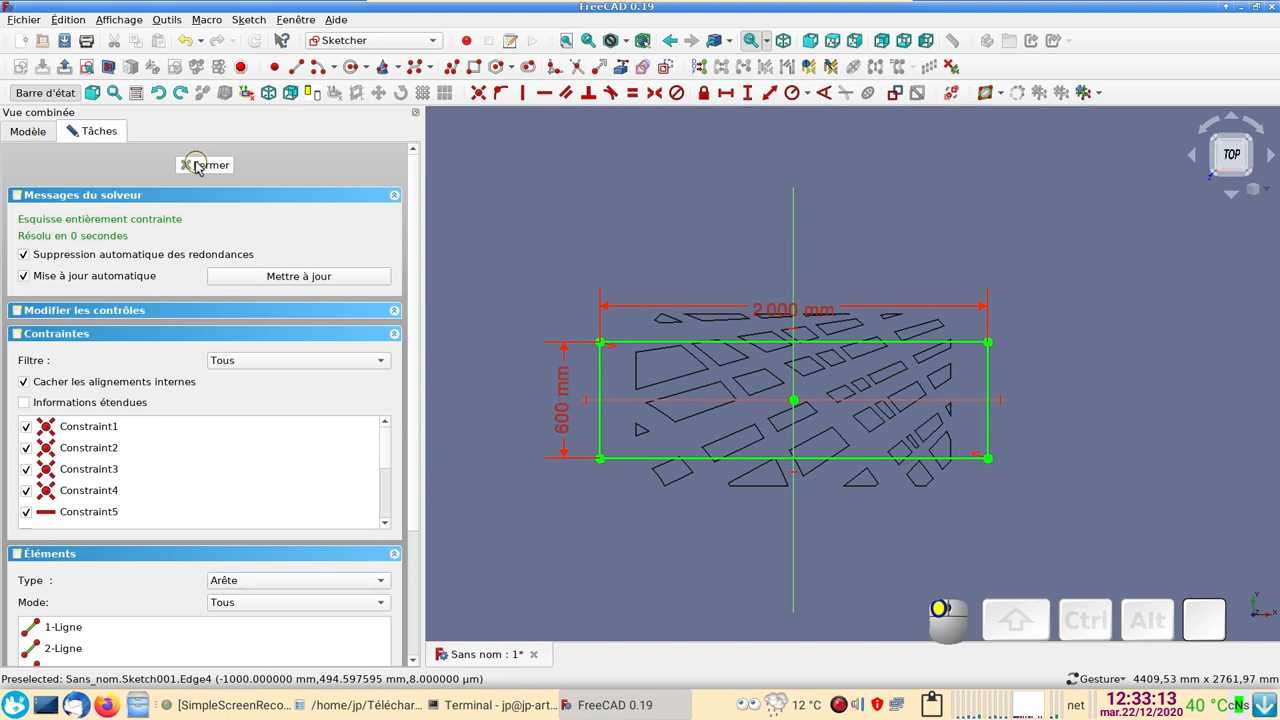 FreeCAD 0.19
Fichier Édition Affichage Outils Macro Sketch Fenêtre Aide
Sketcher
Barre d'état
Vue combinée
Modèle Tâches
Messages du solveur
Esquisse entièrement contrainte
Résolu en 0 secondes
Suppression automatique des redondances
Mise à jour automatique Mettre à jour
Modifier les contrôles
Contraintes
Filtre : Tous
Cacher les alignements internes
Informations étendues
Constraint1
Constraint2
Constraint3
Constraint4
Constraint5
Éléments
Type : Arête
Mode: Tous
1-Ligne
2-Ligne
TOP
2 000 mm
600 mm
Ctrl Alt
Sans nom : 1*
Preselected: Sans_nom.Sketch001.Edge4 (-1000.000000 mm,494.597595 mm,8.000000 µm) Gesture 4409,53 mm x 2761,97 mm
[SimpleScreenReco... /home/jp/Téléchar... Terminal - jp@jp-art... FreeCAD 0.19 12 °C net 12:33:13 40 °C
mar.22/12/2020